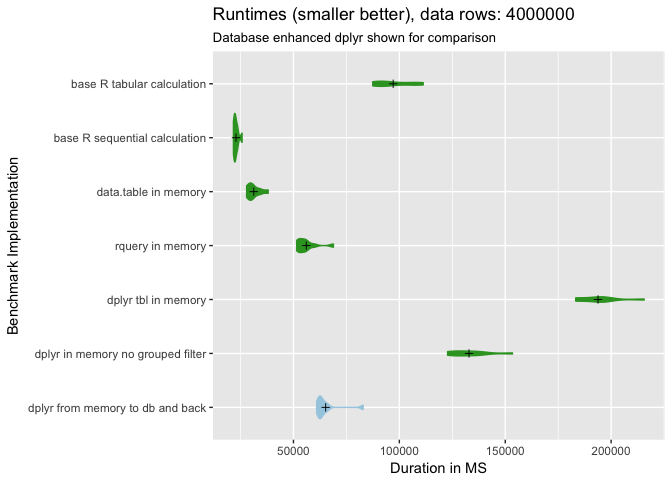 Runtimes (smaller better), data rows: 4000000
Database enhanced dplyr shown for comparison
Benchmark Implementation
base R tabular calculation
base R sequential calculation
data.table in memory
rquery in memory
dplyr tbl in memory
dplyr in memory no grouped filter
dplyr from memory to db and back
50000 100000 150000 200000
Duration in MS